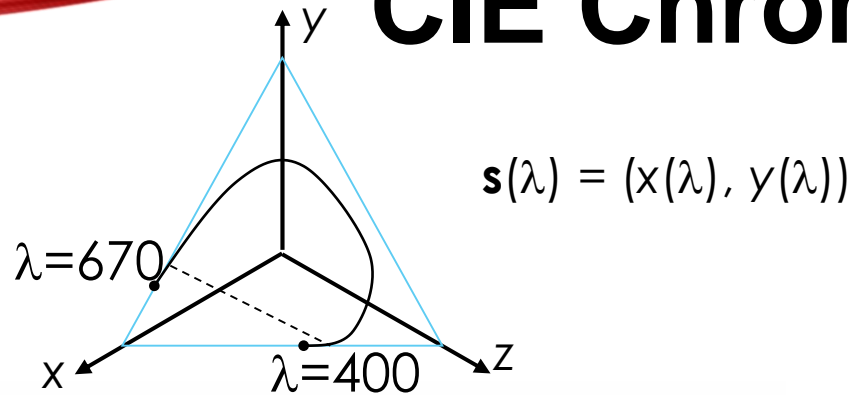 CIE Chrom
y
s(λ) = (x(λ), y(λ))
λ=670
x
λ=400
z